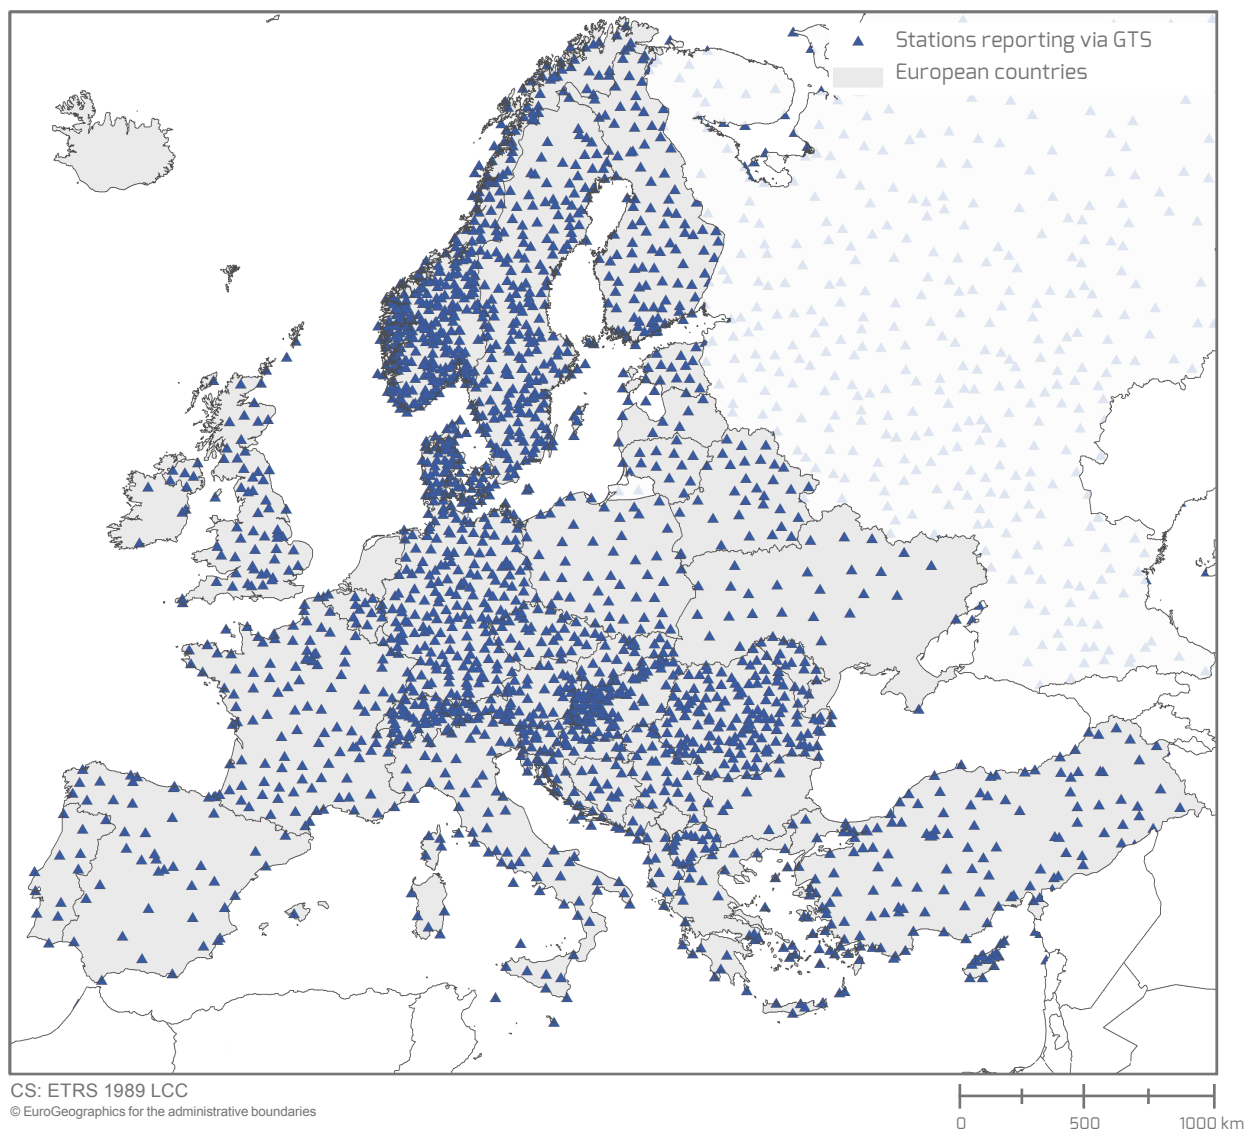 Stations reporting via GTS
European countries
CS: ETRS 1989 LCC
© EuroGeographics for the administrative boundaries
0 500 1000 km